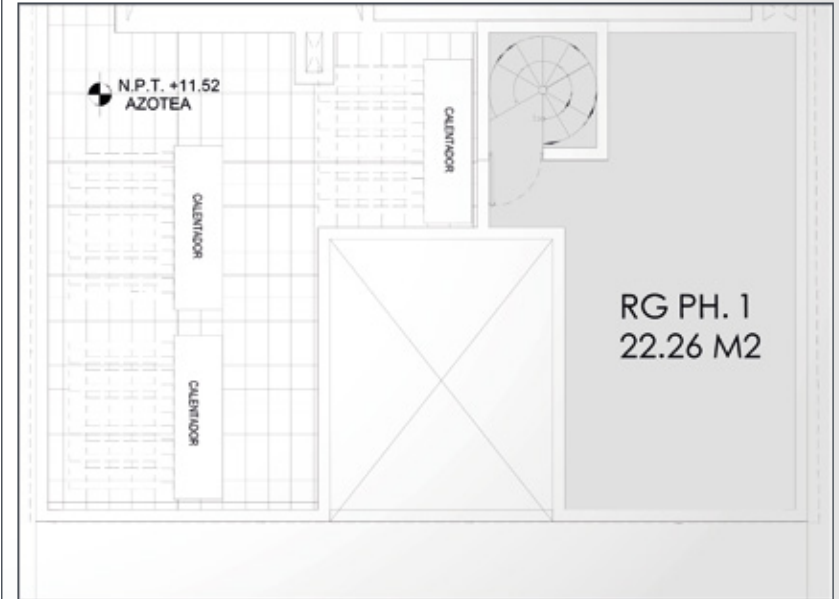 N.P.T. +11.52
AZOTEA
CALENTADOR
CALENTADOR
CALENTADOR
RG PH. 1
22.26 M2